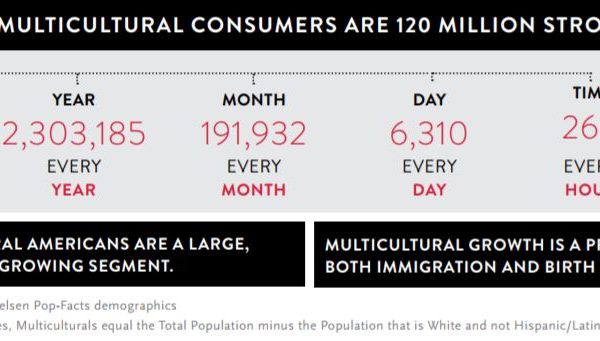 MULTICULTURAL CONSUMERS ARE 120 MILLION STRO
YEAR
MONTH
DAY
TIM
2,303,185
191,932
6,310
26
EVERY
EVERY
EVERY
EVE
YEAR
MONTH
DAY
HOU
AL AMERICANS ARE A LARGE,
GROWING SEGMENT.
MULTICULTURAL GROWTH IS A P
BOTH IMMIGRATION AND BIRTH
elsen Pop-Facts demographics
es, Multiculturals equal the Total Population minus the Population that is White and not Hispanic/Latin